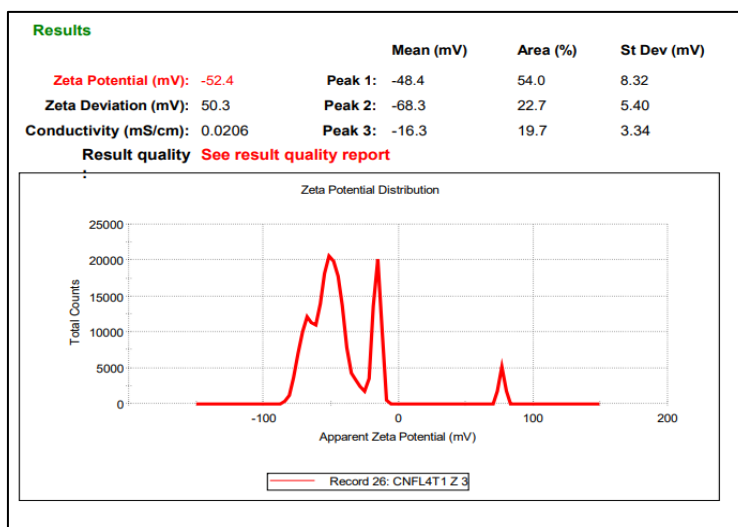 Results
Mean (mV) Area (%) St Dev (mV)
Zeta Potential (mV): -52.4 Peak 1: -48.4 54.0 8.32
Zeta Deviation (mV): 50.3 Peak 2: -68.3 22.7 5.40
Conductivity (mS/cm): 0.0206 Peak 3: -16.3 19.7 3.34
Result quality See result quality report
:
Zeta Potential Distribution
25000
20000
15000
10000
5000
0
Total Counts
-100 0 100 200
Apparent Zeta Potential (mV)
Record 26: CNFL4T1 Z 3